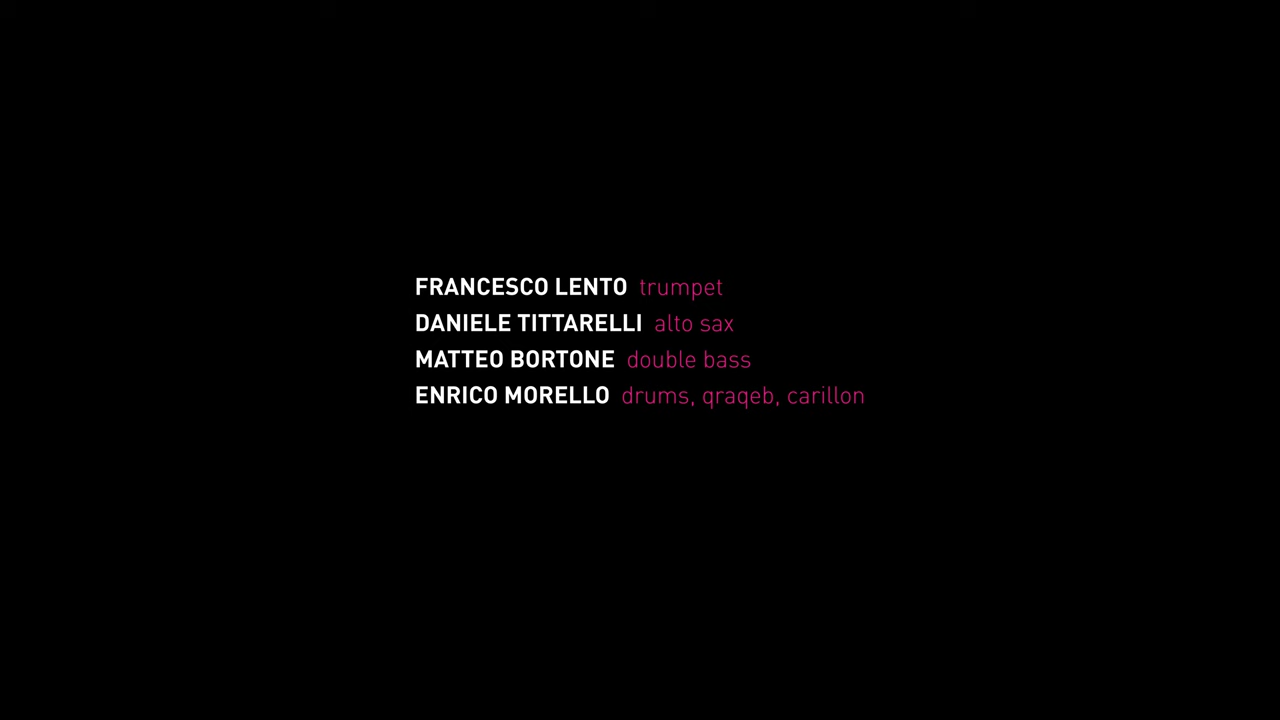 FRANCESCO LENTO trumpet
DANIELE TITTARELLI alto sax
MATTEO BORTONE double bass
ENRICO MORELLO drums, qraqeb, carillon